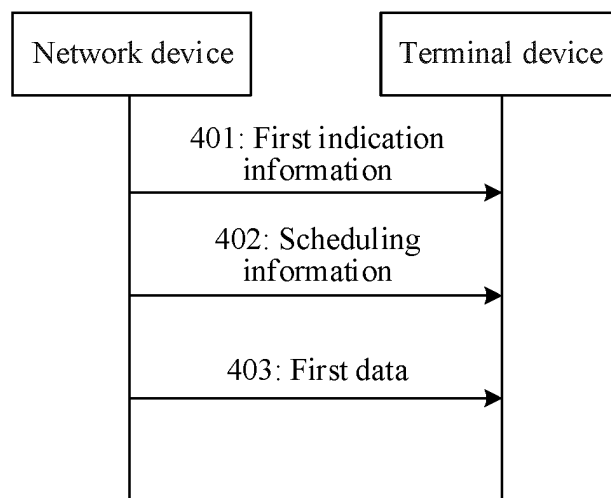 Network device
Terminal device
401: First indication
information
402: Scheduling
information
403: First data